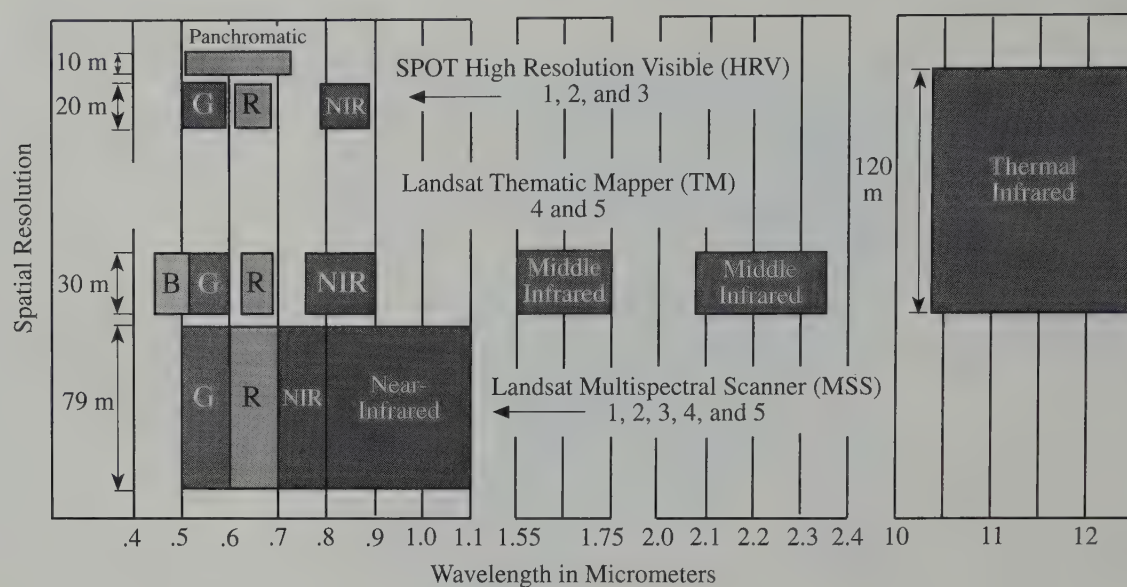 Panchromatic
10 m
SPOT High Resolution Visible (HRV)
1, 2, and 3
20 m
G
R
NIR
Landsat Thematic Mapper (TM)
4 and 5
120
m
Thermal
Infrared
Spatial Resolution
30 m
B
G
R
NIR
Middle
Infrared
Middle
Infrared
79 m
G
R
NIR
Near-
Infrared
Landsat Multispectral Scanner (MSS)
1, 2, 3, 4, and 5
.4 .5 .6 .7 .8 .9 1.0 1.1 1.55 1.75 2.0 2.1 2.2 2.3 2.4 10 11 12
Wavelength in Micrometers